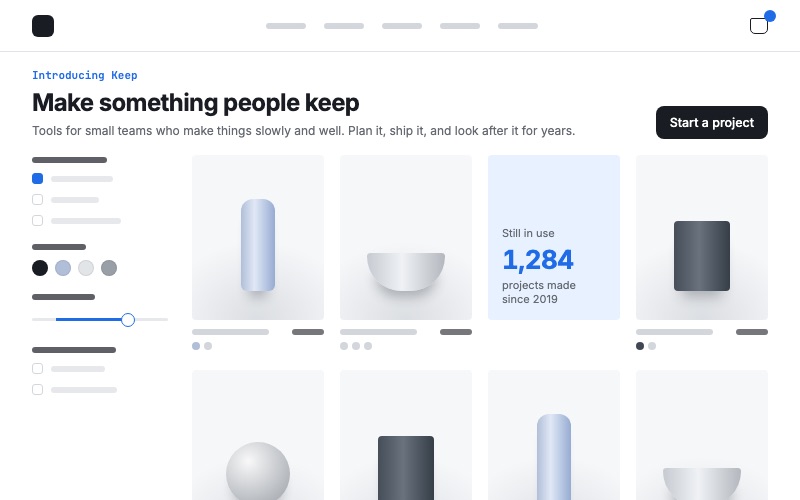 Introducing Keep
Make something people keep
Tools for small teams who make things slowly and well. Plan it, ship it, and look after it for years.
Start a project
Still in use
1,284
projects made
since 2019